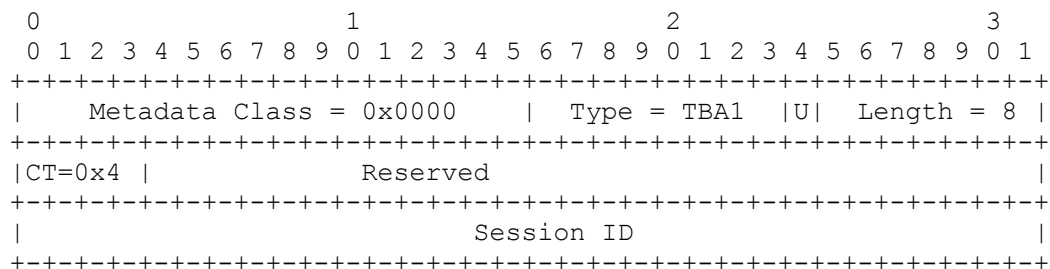 0                   1                   2                   3
 0 1 2 3 4 5 6 7 8 9 0 1 2 3 4 5 6 7 8 9 0 1 2 3 4 5 6 7 8 9 0 1
+-+-+-+-+-+-+-+-+-+-+-+-+-+-+-+-+-+-+-+-+-+-+-+-+-+-+-+-+-+-+-+-+
|    Metadata Class = 0x0000    |  Type = TBA1  |U|  Length = 8 |
+-+-+-+-+-+-+-+-+-+-+-+-+-+-+-+-+-+-+-+-+-+-+-+-+-+-+-+-+-+-+-+-+
|CT=0x4 |             Reserved                                  |
+-+-+-+-+-+-+-+-+-+-+-+-+-+-+-+-+-+-+-+-+-+-+-+-+-+-+-+-+-+-+-+-+
|                            Session ID                         |
+-+-+-+-+-+-+-+-+-+-+-+-+-+-+-+-+-+-+-+-+-+-+-+-+-+-+-+-+-+-+-+-+